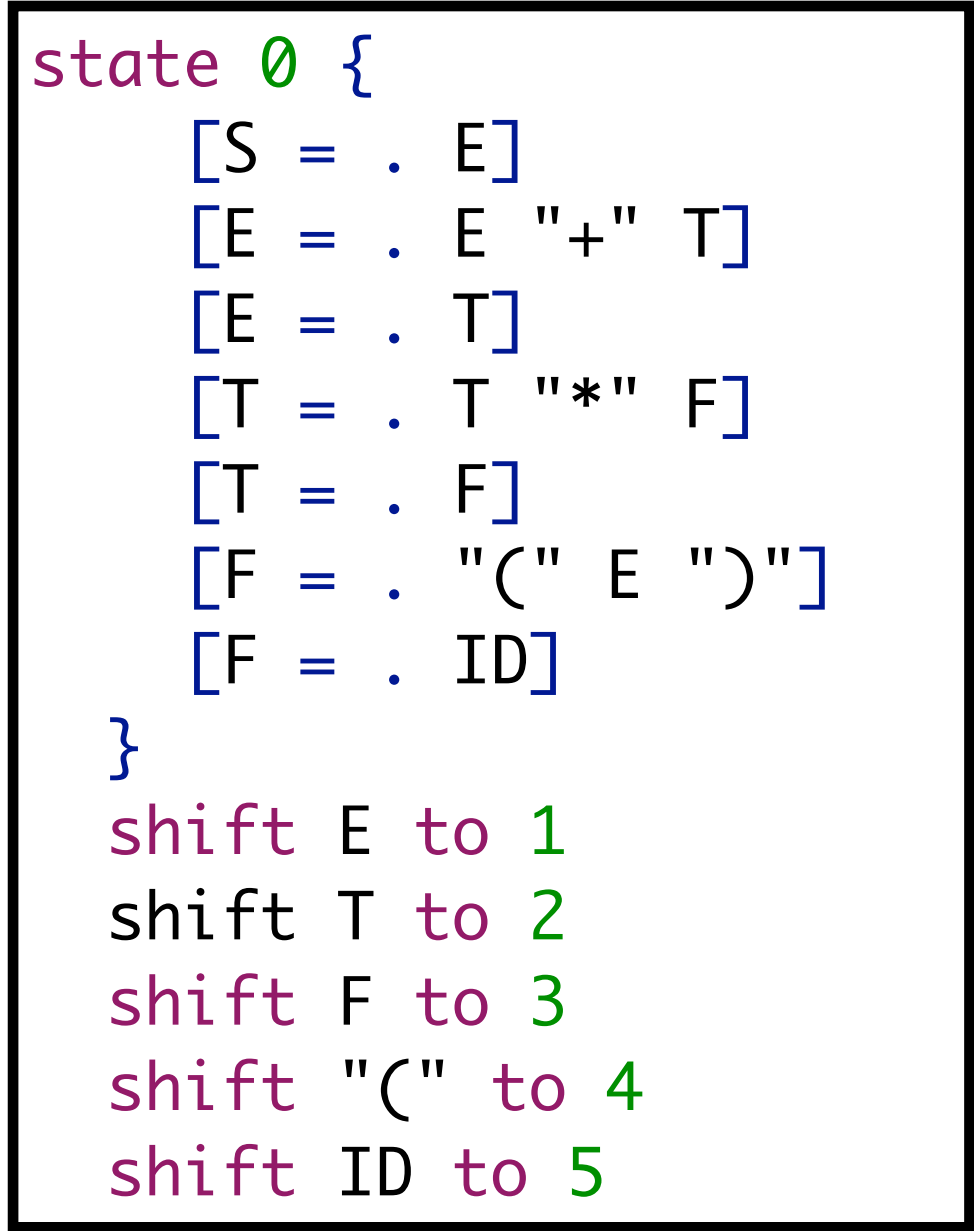 state 0 {
[S = . E]
[E = . E "+" T]
[E = . T]
[T = . T "*" F]
[T = . F]
[F = . "(" E ")"]
[F = . ID]
}
shift E to 1
shift T to 2
shift F to 3
shift "(" to 4
shift ID to 5